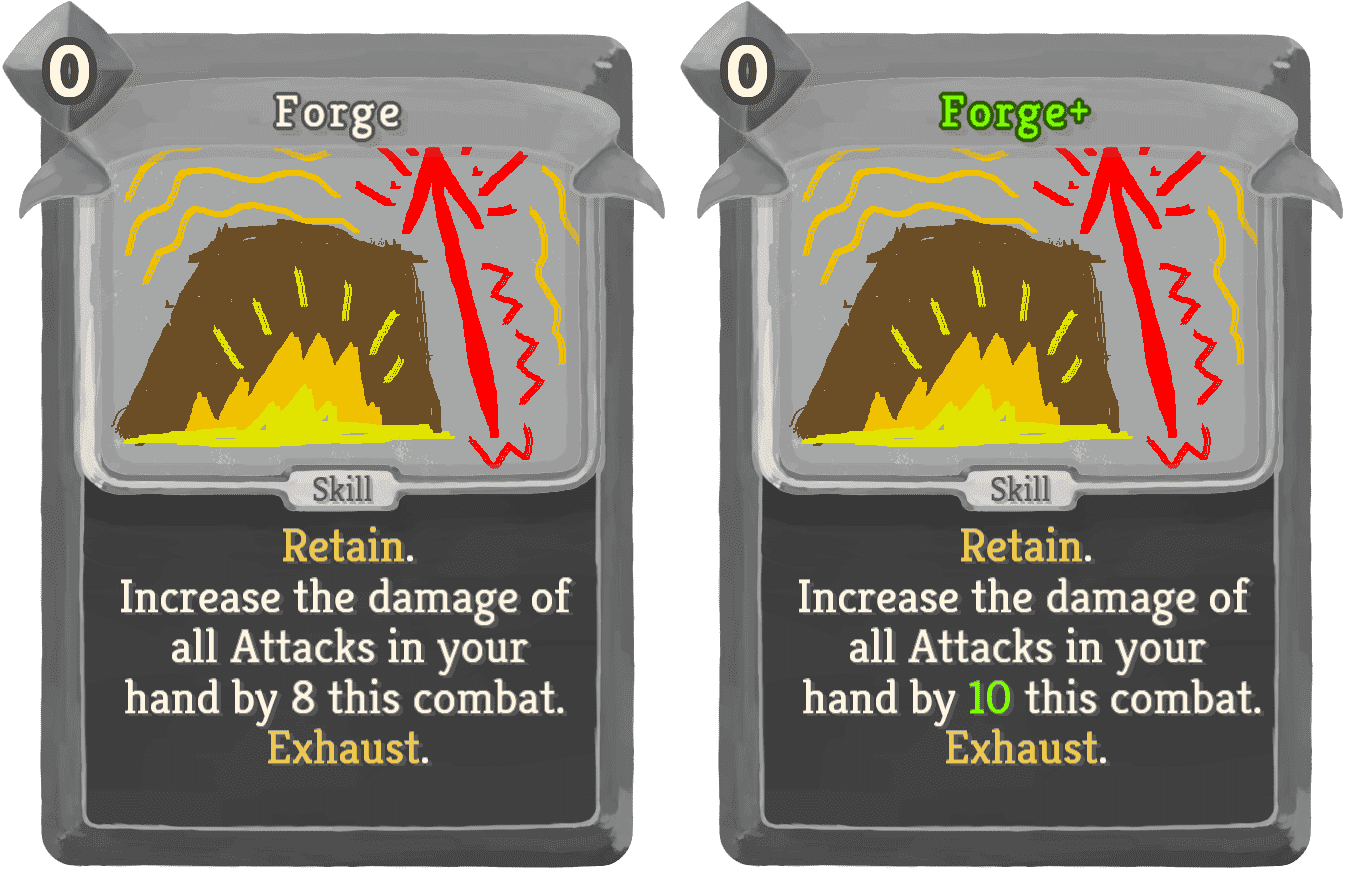 0
Forge
Skill
Retain.
Increase the damage of
all Attacks in your
hand by 8 this combat.
Exhaust.
0
Forge+
Skill
Retain.
Increase the damage of
all Attacks in your
hand by 10 this combat.
Exhaust.